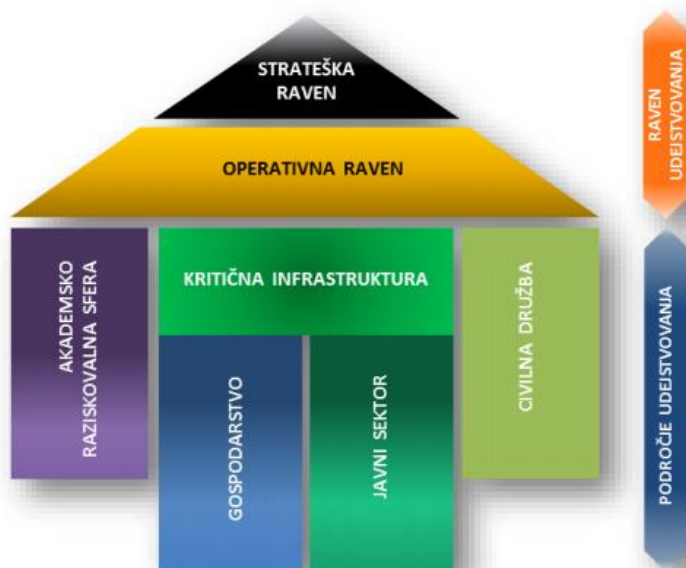 STRATEŠKA
RAVEN
OPERATIVNA RAVEN
AKADEMSKO
RAZISKOVALNA SFERA
KRITIČNA INFRASTRUKTURA
GOSPODARSTVO
JAVNI SEKTOR
CIVILNA DRUŽBA
RAVEN
UDEJSTVOVANJA
PODROČJE UDEJSTVOVANJA